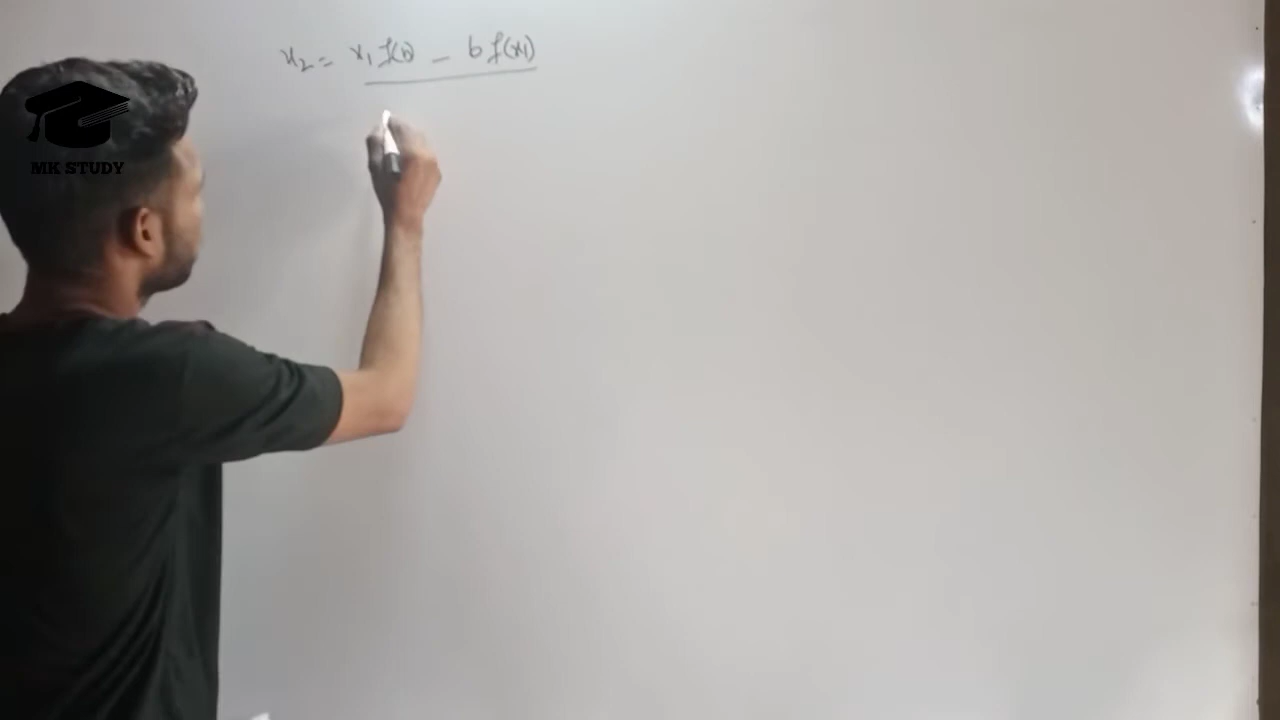 x₂ = x₁ f(b) - b f(x₁)
MK STUDY